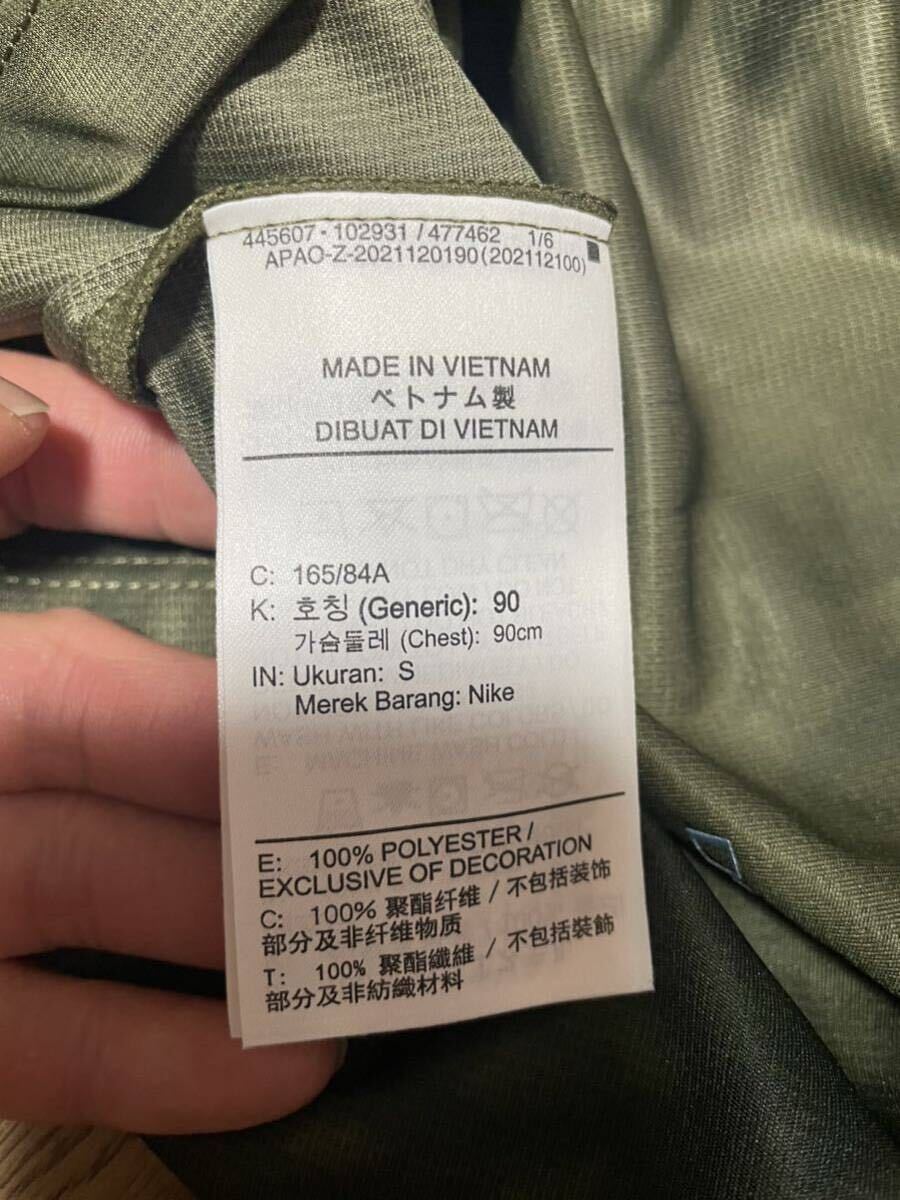 445607・102931 / 477462 1/6
APAO-Z-2021120190(202112100)
MADE IN VIETNAM
ベトナム製
DIBUAT DI VIETNAM
C: 165/84A
K: 호칭 (Generic): 90
가슴둘레 (Chest): 90cm
IN: Ukuran: S
Merek Barang: Nike
E: 100% POLYESTER /
EXCLUSIVE OF DECORATION
C: 100% 聚酯纤维 / 不包括装饰
部分及非纤维物质
T: 100% 聚酯纖維 / 不包括裝飾
部分及非紡織材料